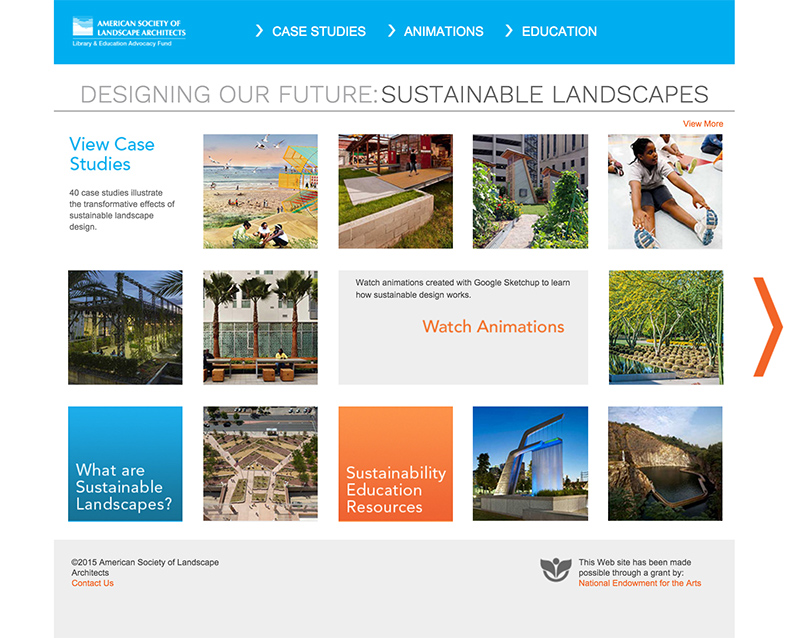 AMERICAN SOCIETY OF
LANDSCAPE ARCHITECTS
Library & Education Advocacy Fund
CASE STUDIES
ANIMATIONS
EDUCATION
DESIGNING OUR FUTURE: SUSTAINABLE LANDSCAPES
View More
View Case
Studies
40 case studies illustrate
the transformative effects of
sustainable landscape
design.
Watch animations created with Google Sketchup to learn
how sustainable design works.
Watch Animations
What are
Sustainable
Landscapes?
Sustainability
Education
Resources
©2015 American Society of Landscape
Architects
Contact Us
This Web site has been made
possible through a grant by:
National Endowment for the Arts